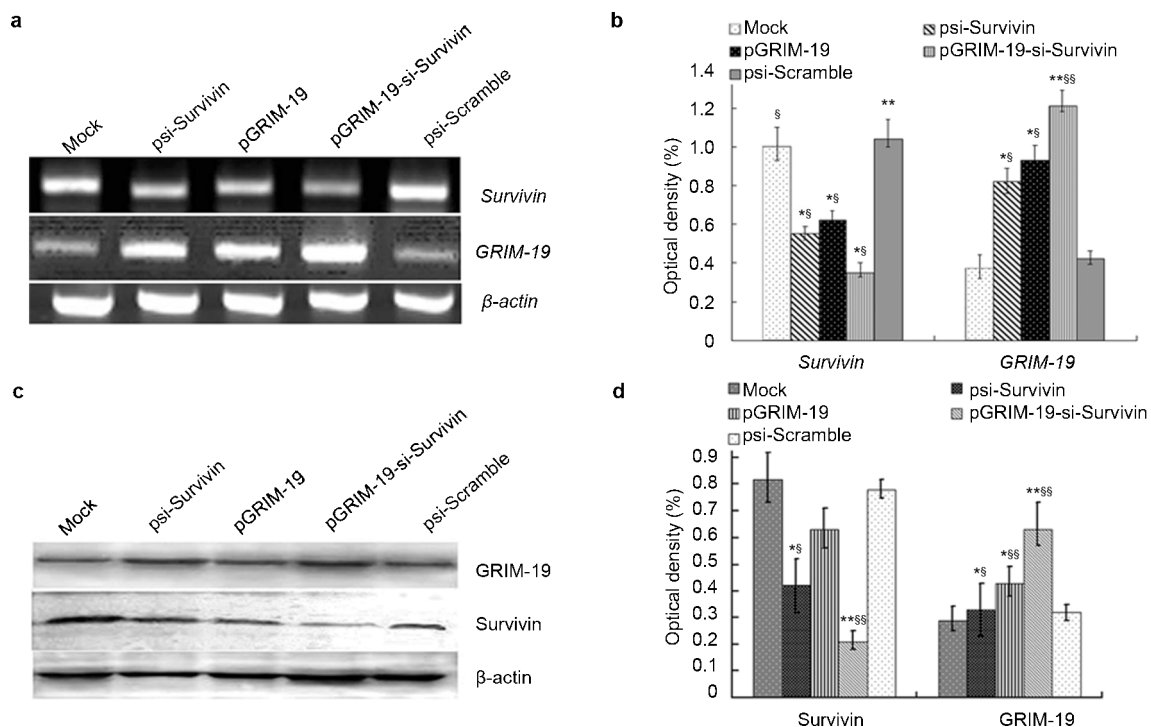 a
Mock
psi-Survivin
pGRIM-19
pGRIM-19-si-Survivin
psi-Scramble
Survivin
GRIM-19
β-actin
b
Mock
psi-Survivin
pGRIM-19
pGRIM-19-si-Survivin
psi-Scramble
Optical density (%)
1.4
1.2
1.0
0.8
0.6
0.4
0.2
0
§
*§
*§
*§
**
*§
*§
**§§
Survivin
GRIM-19
c
Mock
psi-Survivin
pGRIM-19
pGRIM-19-si-Survivin
psi-Scramble
GRIM-19
Survivin
β-actin
d
Mock
psi-Survivin
pGRIM-19
pGRIM-19-si-Survivin
psi-Scramble
Optical density (%)
0.9
0.8
0.7
0.6
0.5
0.4
0.3
0.2
0.1
0
*§
**§§
*§
*§§
**§§
Survivin
GRIM-19